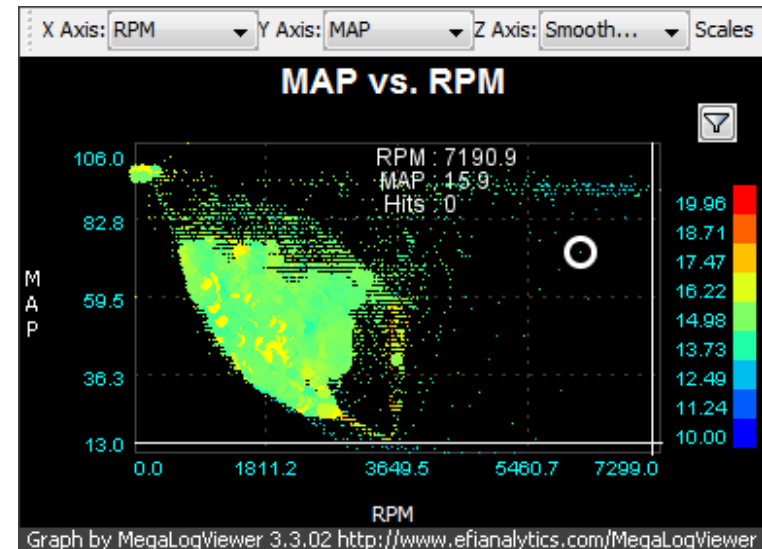 X Axis: RPM Y Axis: MAP Z Axis: Smooth... Scales
MAP vs. RPM
RPM : 7190.9
MAP : 15.9
Hits : 0
106.0
82.8
59.5
36.3
13.0
M
A
P
0.0 1811.2 3649.5 5460.7 7299.0
RPM
19.96
18.71
17.47
16.22
14.98
13.73
12.49
11.24
10.00
Graph by MegaLogViewer 3.3.02 http://www.efianalytics.com/MegaLogViewer